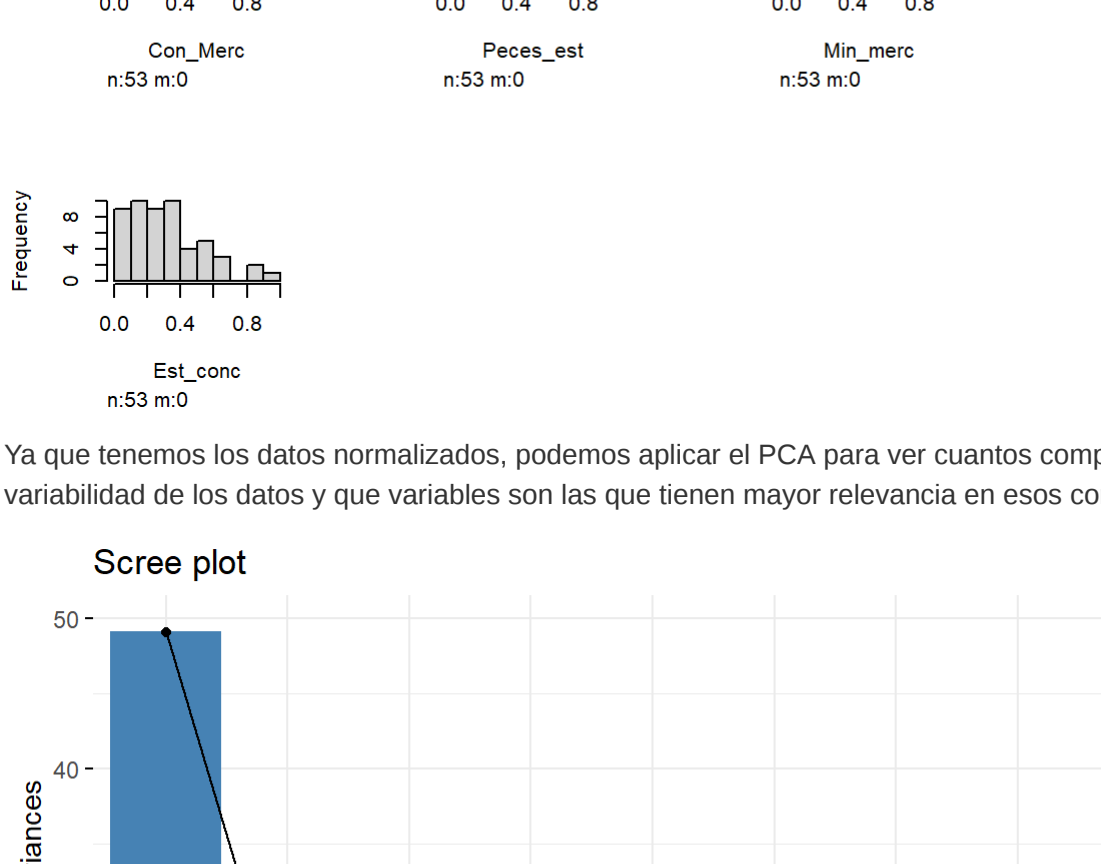 0.0 0.4 0.8 0.0 0.4 0.8 0.0 0.4 0.8
Con_Merc Peces_est Min_merc
n:53 m:0 n:53 m:0 n:53 m:0
Frequency
8
4
0
0.0 0.4 0.8
Est_conc
n:53 m:0
Ya que tenemos los datos normalizados, podemos aplicar el PCA para ver cuantos
variabilidad de los datos y que variables son las que tienen mayor relevancia en esos
Scree plot
50
40